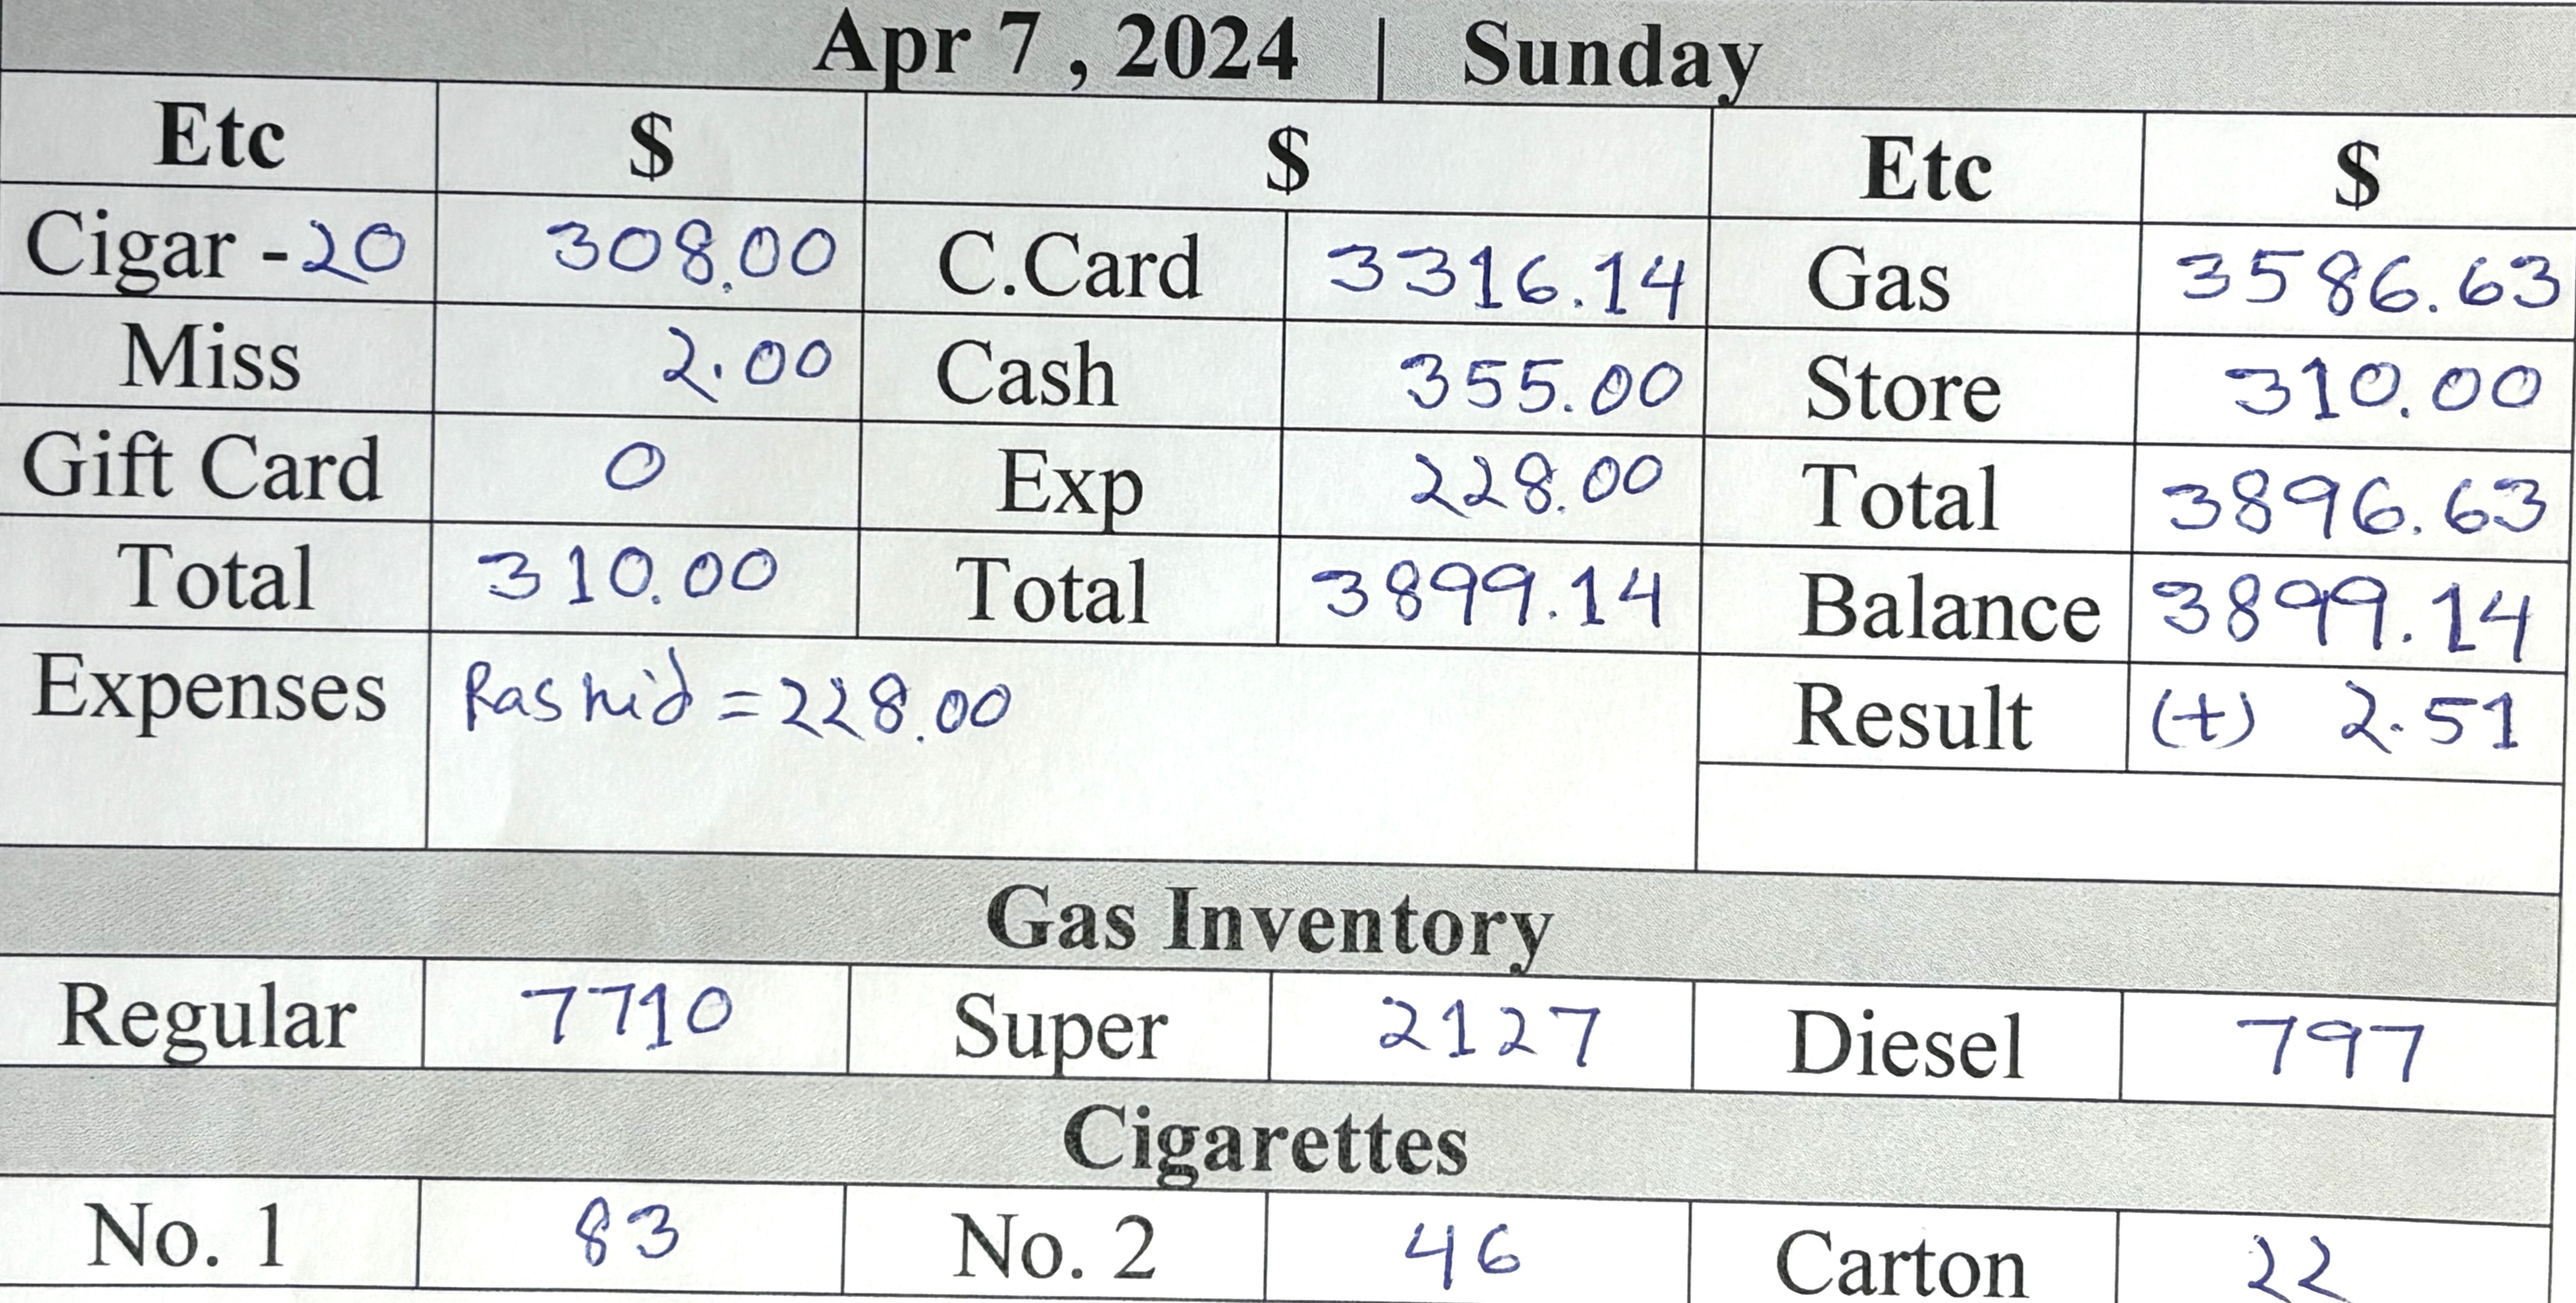 Apr 7 , 2024 | Sunday
Etc $ $ Etc $
Cigar - 20 308.00 C.Card 3316.14 Gas 3586.63
Miss 2.00 Cash 355.00 Store 310.00
Gift Card 0 Exp 228.00 Total 3896.63
Total 310.00 Total 3899.14 Balance 3899.14
Expenses Rashid = 228.00 Result (+) 2.51
Gas Inventory
Regular 7710 Super 2127 Diesel 797
Cigarettes
No. 1 83 No. 2 46 Carton 22